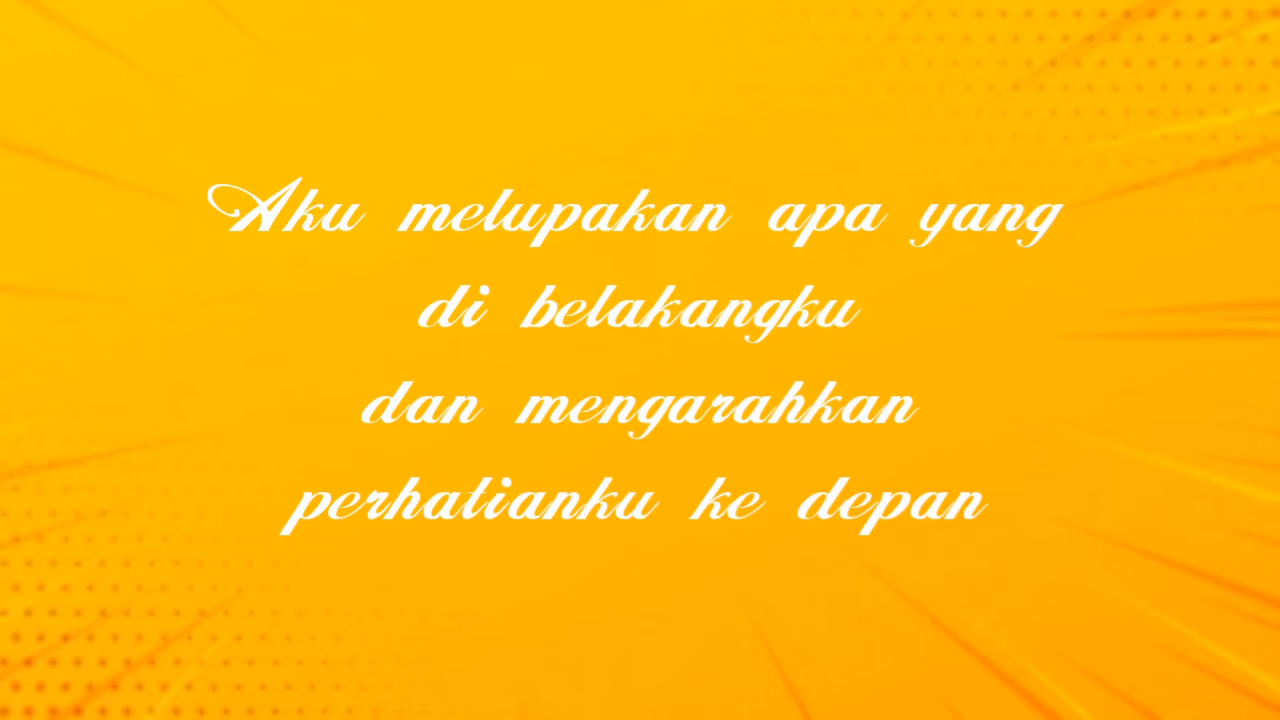 Aku melupakan apa yang
di belakangku
dan mengarahkan
perhatianku ke depan